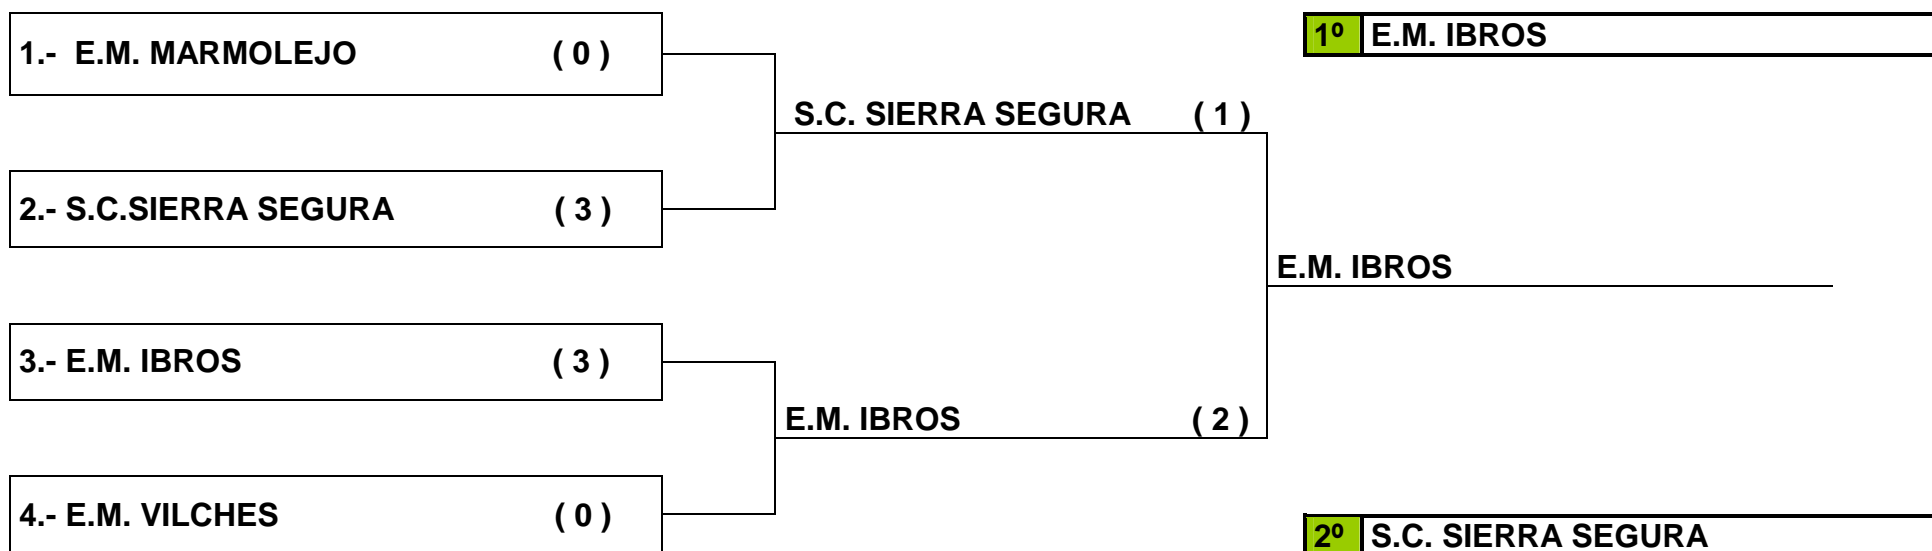 1º E.M. IBROS
1.- E.M. MARMOLEJO ( 0 )
S.C. SIERRA SEGURA ( 1 )
2.- S.C.SIERRA SEGURA ( 3 )
E.M. IBROS
3.- E.M. IBROS ( 3 )
E.M. IBROS ( 2 )
4.- E.M. VILCHES ( 0 )
2º S.C. SIERRA SEGURA